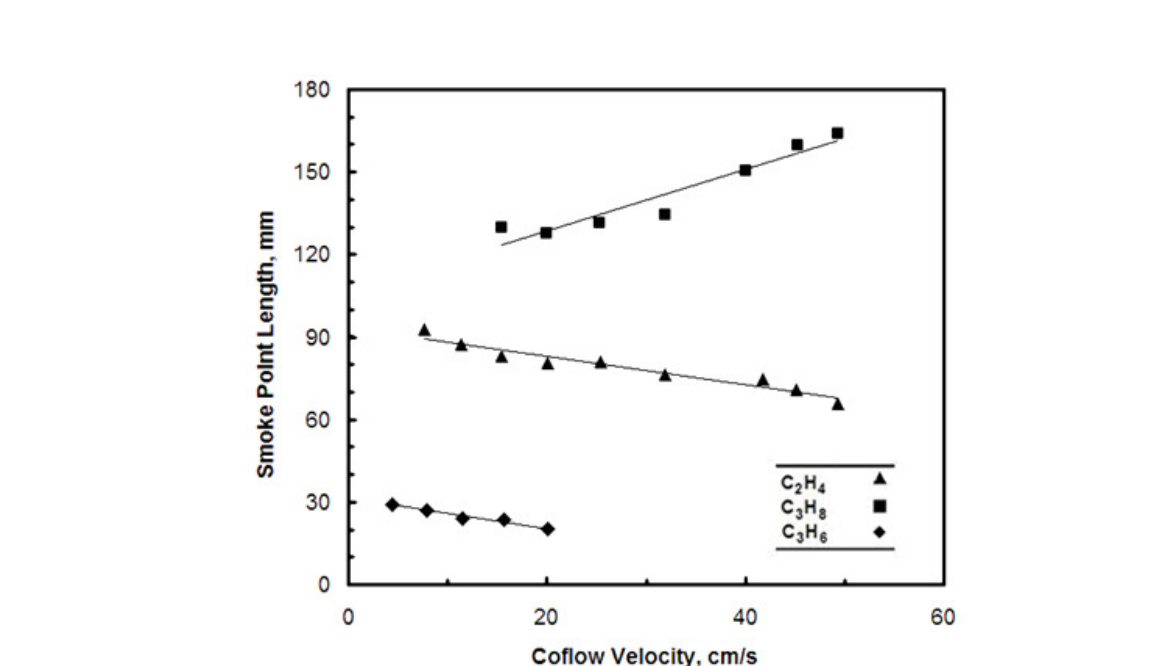 180
150
120
90
60
30
0
Smoke Point Length, mm
C₂H₄
C₃H₈
C₃H₆
0 20 40 60
Coflow Velocity, cm/s